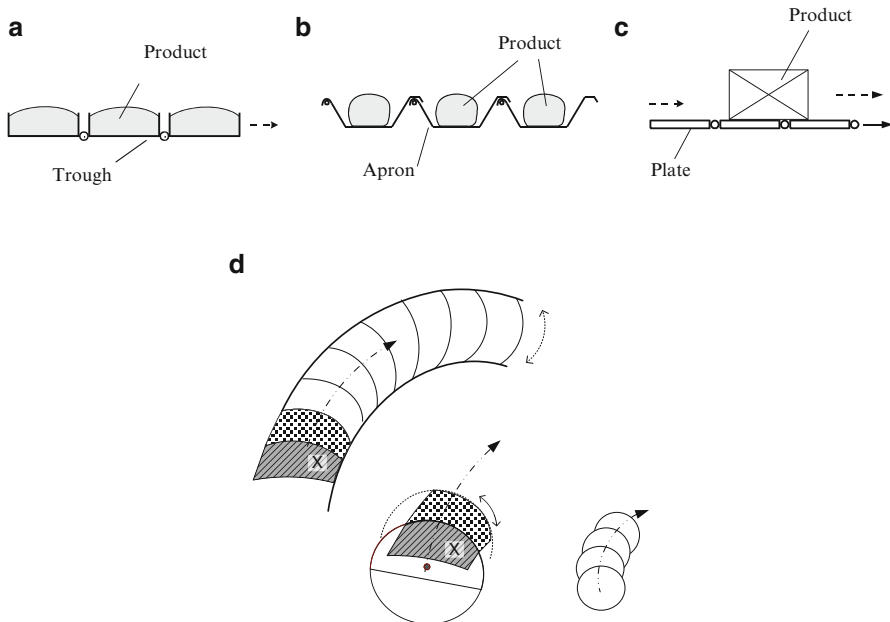 a
Product
Trough
b
Product
Apron
c
Product
Plate
d
X
X